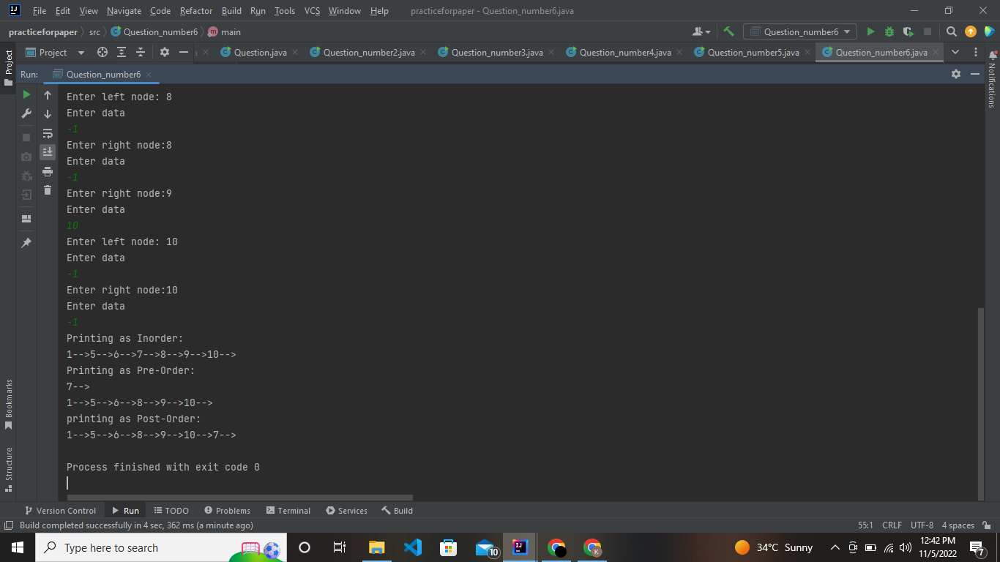 File Edit View Navigate Code Refactor Build Run Tools VCS Window Help practiceforpaper - Question_number6.java
practiceforpaper src Question_number6 main Question_number6
Project Project Question.java Question_number2.java Question_number3.java Question_number4.java Question_number5.java Question_number6.java
Run: Question_number6
Notifications
Enter left node: 8
Enter data
-1
Enter right node:8
Enter data
-1
Enter right node:9
Enter data
10
Enter left node: 10
Enter data
-1
Enter right node:10
Enter data
-1
Printing as Inorder:
1-->5-->6-->7-->8-->9-->10-->
Printing as Pre-Order:
7-->
1-->5-->6-->8-->9-->10-->
printing as Post-Order:
1-->5-->6-->8-->9-->10-->7-->
Process finished with exit code 0
Bookmarks
Structure
Version Control Run TODO Problems Terminal Services Build
Build completed successfully in 4 sec, 362 ms (a minute ago) 55:1 CRLF UTF-8 4 spaces
Type here to search 10 K 34°C Sunny 12:42 PM
11/5/2022 7